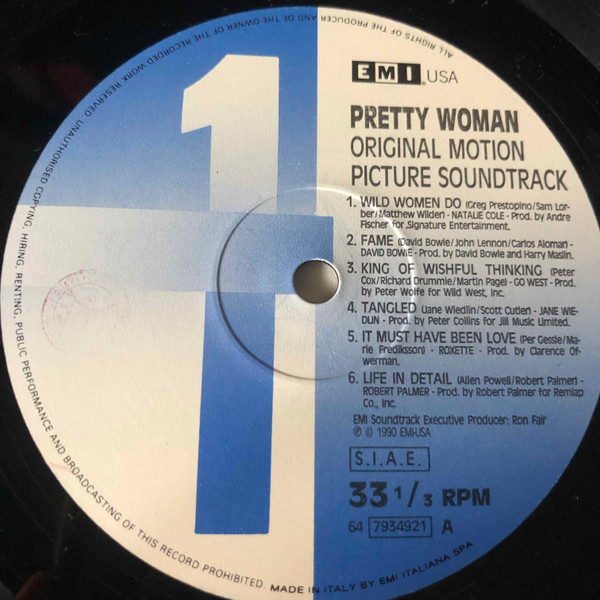 ALL RIGHTS OF THE PRODUCER AND OF THE OWNER OF THE RECORDED WORK RESERVED. UNAUTHORISED COPYING, HIRING, RENTING, PUBLIC PERFORMANCE AND BROADCASTING OF THIS RECORD PROHIBITED. MADE IN ITALY BY EMI ITALIANA SPA
1
EMI USA
PRETTY WOMAN
ORIGINAL MOTION
PICTURE SOUNDTRACK
1. WILD WOMEN DO (Greg Prestopino/Sam Lor-
ber/Matthew Wilder) - NATALIE COLE - Prod. by Andre
Fischer for Signature Entertainment.
2. FAME (David Bowie/John Lennon/Carlos Alomar) -
DAVID BOWIE - Prod. by David Bowie and Harry Maslin.
3. KING OF WISHFUL THINKING (Peter
Cox/Richard Drummie/Martin Page) - GO WEST - Prod.
by Peter Wolfe for Wild West, Inc.
4. TANGLED (Jane Wiedlin/Scott Cutler) - JANE WIE-
DLIN - Prod. by Peter Collins for Jill Music Limited.
5. IT MUST HAVE BEEN LOVE (Per Gessle/Ma-
rie Frediksson) - ROXETTE - Prod. by Clarence Of-
werman.
6. LIFE IN DETAIL (Allen Powell/Robert Palmer) -
ROBERT PALMER - Prod. by Robert Palmer for Remlap
Co., Inc.
EMI Soundtrack Executive Producer: Ron Fair
℗ © 1990 EMI-USA
S.I.A.E.
33 1/3 RPM
64 7934921 A